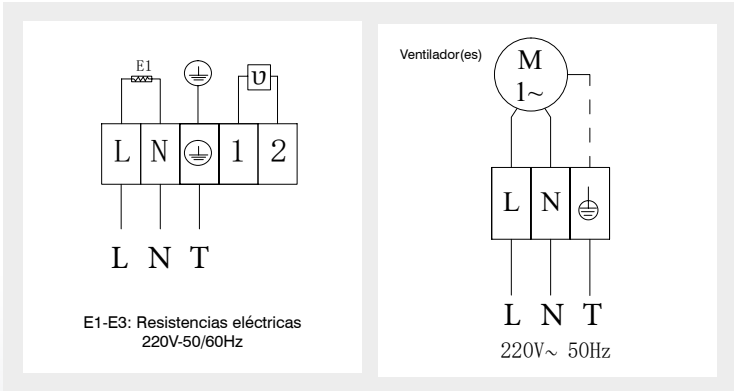 E1
υ
L N 1 2
L N T
E1-E3: Resistencias eléctricas
220V-50/60Hz
Ventilador(es)
M
1~
L N
L N T
220V~ 50Hz